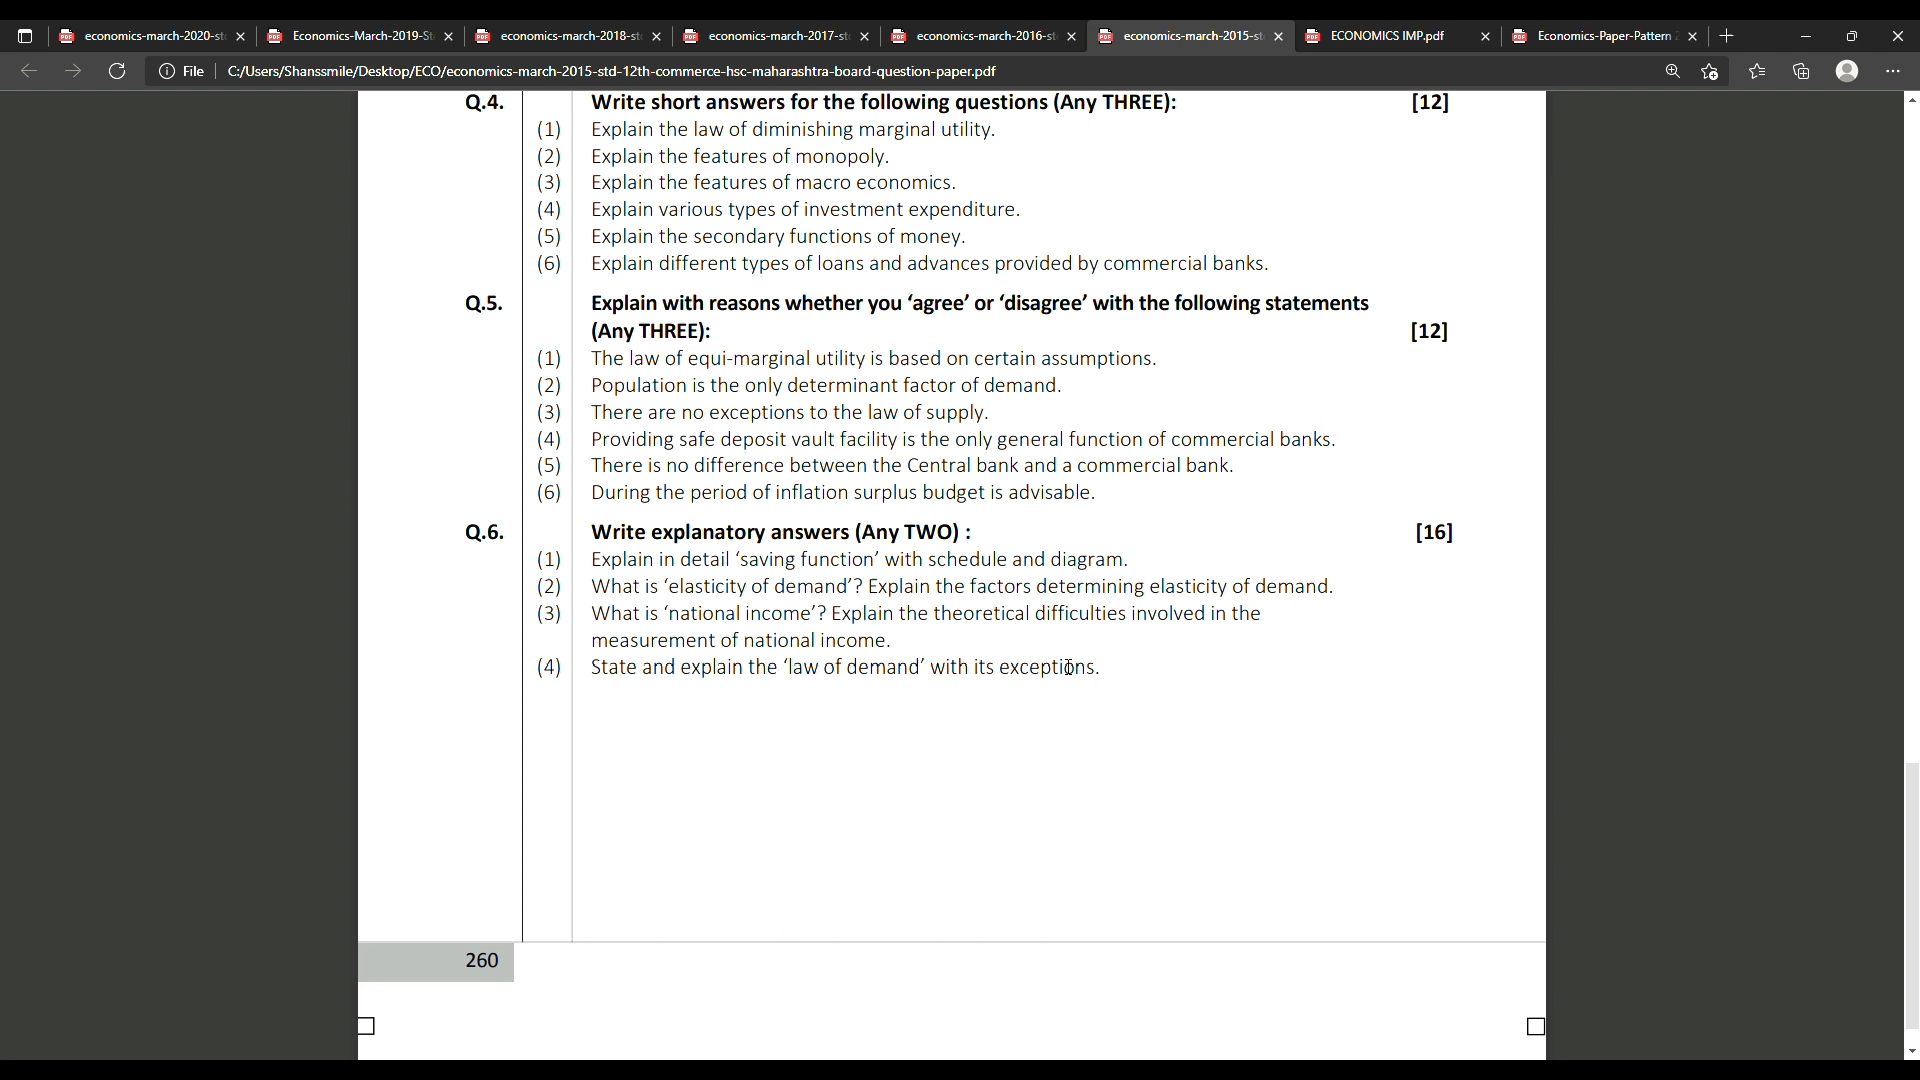 economics-march-2020-st
Economics-March-2019-S
economics-march-2018-st
economics-march-2017-st
economics-march-2016-st
economics-march-2015-st
ECONOMICS IMP.pdf
Economics-Paper-Pattern
File
C:/Users/Shanssmile/Desktop/ECO/economics-march-2015-std-12th-commerce-hsc-maharashtra-board-question-paper.pdf
Q.4. Write short answers for the following questions (Any THREE): [12]
(1) Explain the law of diminishing marginal utility.
(2) Explain the features of monopoly.
(3) Explain the features of macro economics.
(4) Explain various types of investment expenditure.
(5) Explain the secondary functions of money.
(6) Explain different types of loans and advances provided by commercial banks.
Q.5. Explain with reasons whether you ‘agree’ or ‘disagree’ with the following statements
(Any THREE): [12]
(1) The law of equi-marginal utility is based on certain assumptions.
(2) Population is the only determinant factor of demand.
(3) There are no exceptions to the law of supply.
(4) Providing safe deposit vault facility is the only general function of commercial banks.
(5) There is no difference between the Central bank and a commercial bank.
(6) During the period of inflation surplus budget is advisable.
Q.6. Write explanatory answers (Any TWO) : [16]
(1) Explain in detail ‘saving function’ with schedule and diagram.
(2) What is ‘elasticity of demand’? Explain the factors determining elasticity of demand.
(3) What is ‘national income’? Explain the theoretical difficulties involved in the
measurement of national income.
(4) State and explain the ‘law of demand’ with its exceptions.
260